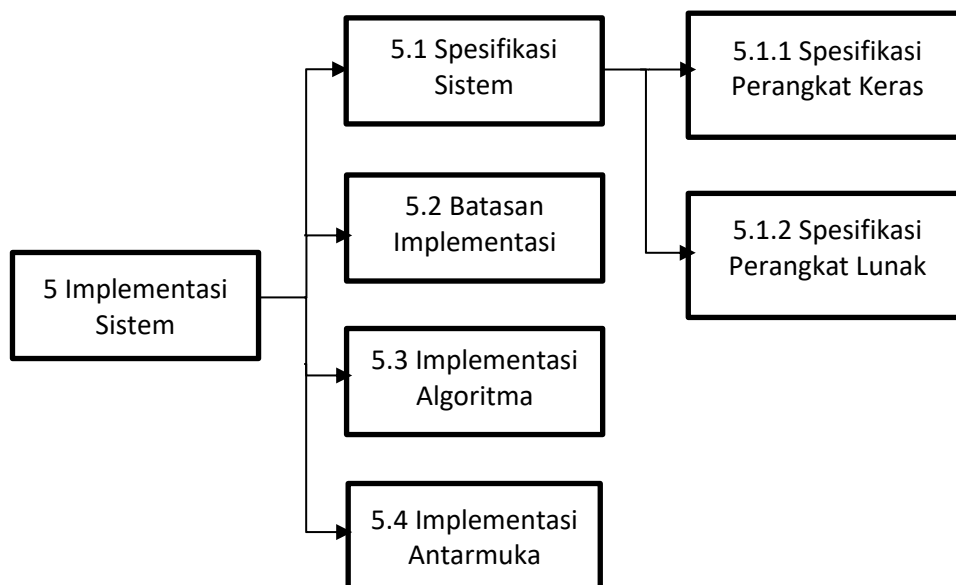 5 Implementasi
Sistem
5.1 Spesifikasi
Sistem
5.1.1 Spesifikasi
Perangkat Keras
5.1.2 Spesifikasi
Perangkat Lunak
5.2 Batasan
Implementasi
5.3 Implementasi
Algoritma
5.4 Implementasi
Antarmuka